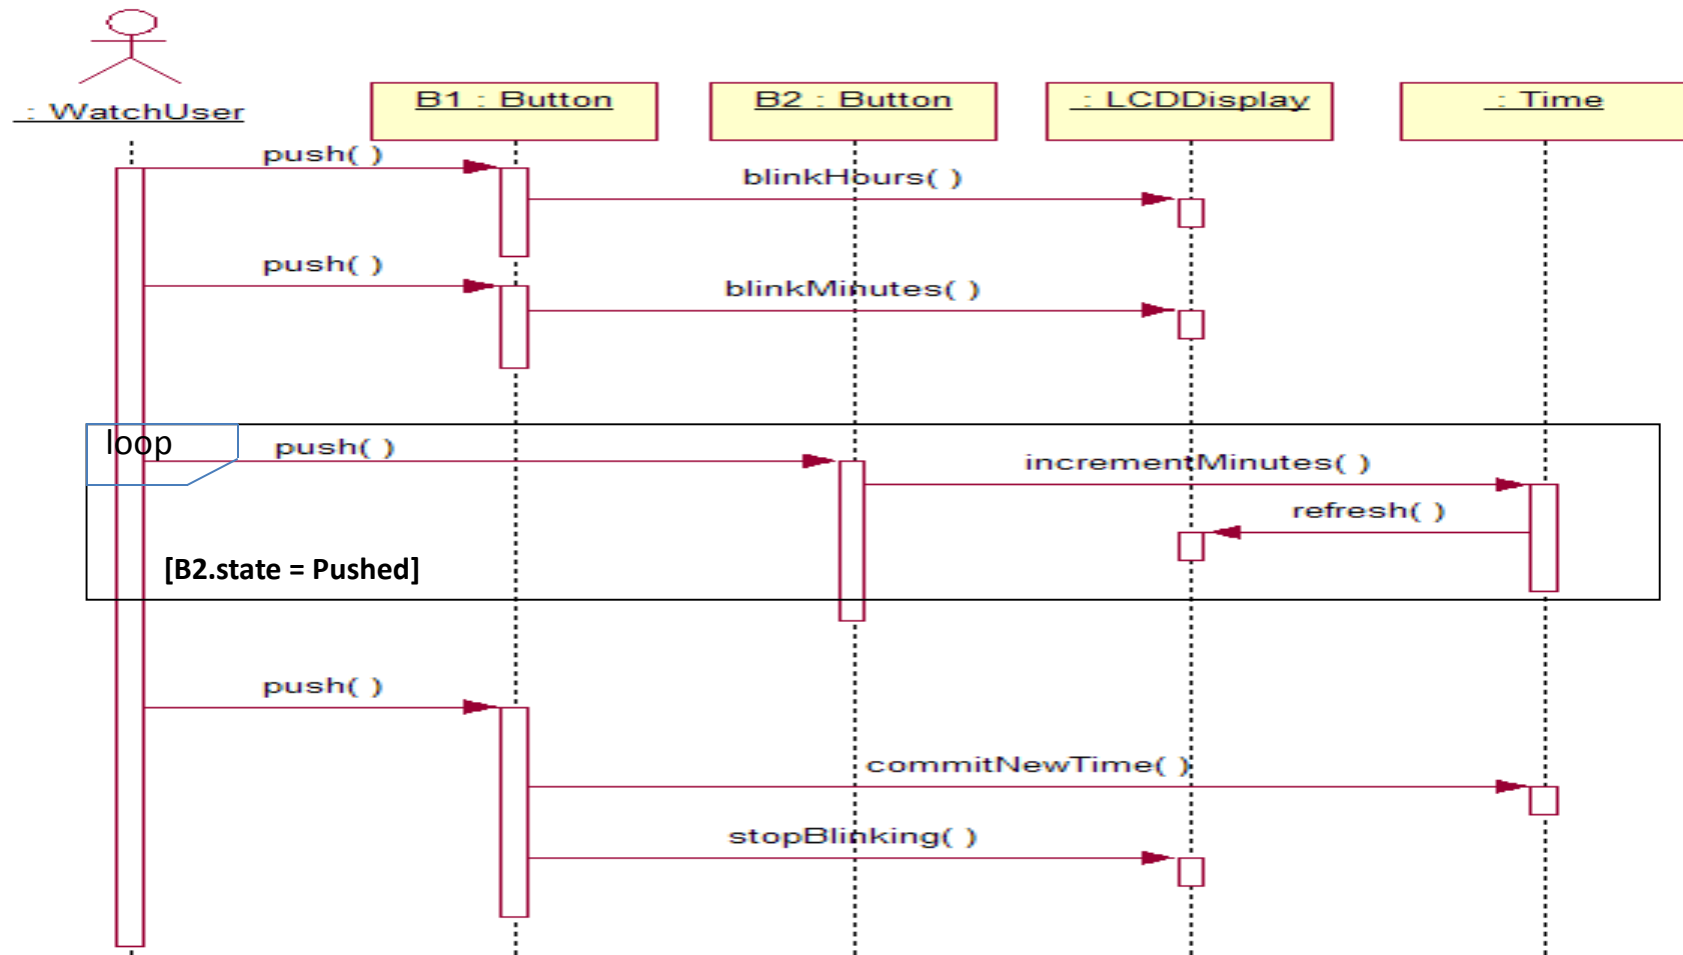 : WatchUser
B1 : Button
B2 : Button
: LCDDisplay
: Time
push( )
blinkHours( )
push( )
blinkMinutes( )
loop
push( )
incrementMinutes( )
refresh( )
[B2.state = Pushed]
push( )
commitNewTime( )
stopBlinking( )